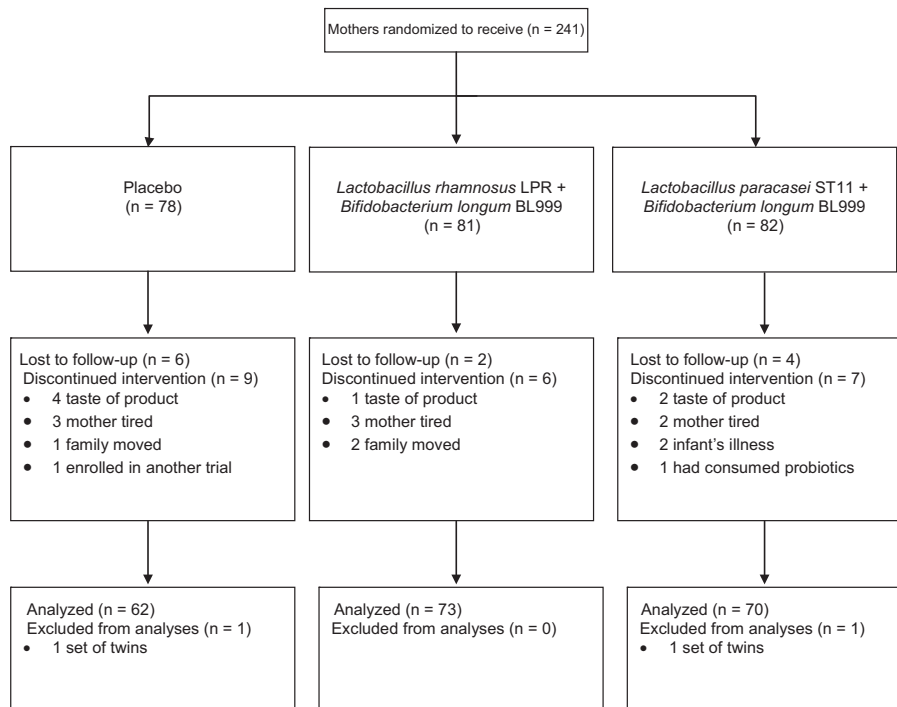 Mothers randomized to receive (n = 241)
Placebo
(n = 78)
Lactobacillus rhamnosus LPR +
Bifidobacterium longum BL999
(n = 81)
Lactobacillus paracasei ST11 +
Bifidobacterium longum BL999
(n = 82)
Lost to follow-up (n = 6)
Discontinued intervention (n = 9)
• 4 taste of product
• 3 mother tired
• 1 family moved
• 1 enrolled in another trial
Lost to follow-up (n = 2)
Discontinued intervention (n = 6)
• 1 taste of product
• 3 mother tired
• 2 family moved
Lost to follow-up (n = 4)
Discontinued intervention (n = 7)
• 2 taste of product
• 2 mother tired
• 2 infant's illness
• 1 had consumed probiotics
Analyzed (n = 62)
Excluded from analyses (n = 1)
• 1 set of twins
Analyzed (n = 73)
Excluded from analyses (n = 0)
Analyzed (n = 70)
Excluded from analyses (n = 1)
• 1 set of twins